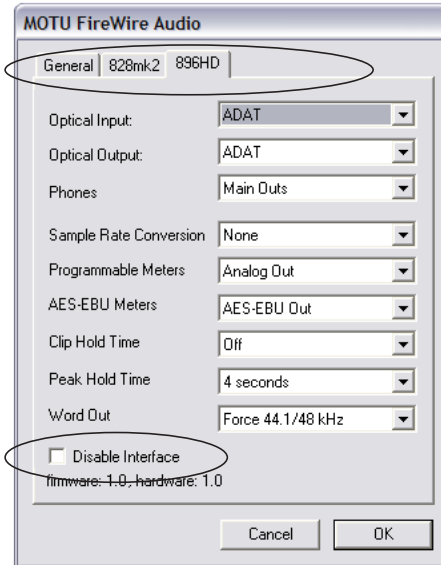 MOTU FireWire Audio
General 828mk2 896HD
Optical Input: ADAT
Optical Output: ADAT
Phones Main Outs
Sample Rate Conversion None
Programmable Meters Analog Out
AES-EBU Meters AES-EBU Out
Clip Hold Time Off
Peak Hold Time 4 seconds
Word Out Force 44.1/48 kHz
Disable Interface
firmware: 1.0, hardware: 1.0
Cancel OK